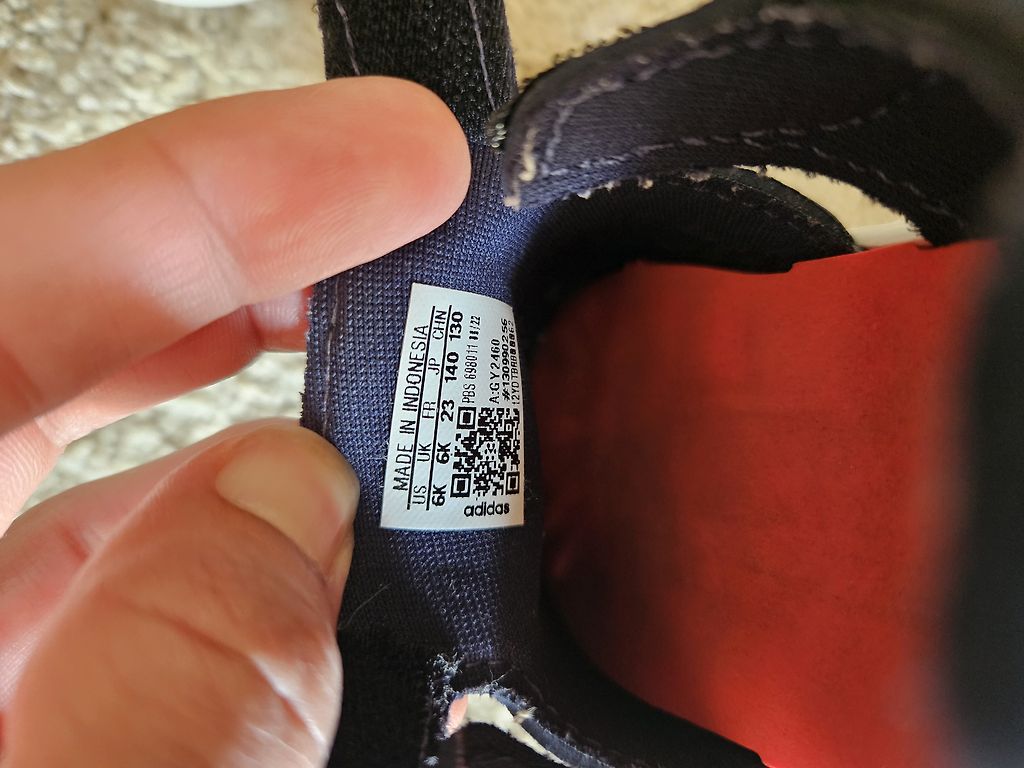 MADE IN INDONESIA
US UK FR JP CHN
6K 6K 23 140 130
PBS 698011 11/22
A:GY2460
#:130990256
adidas